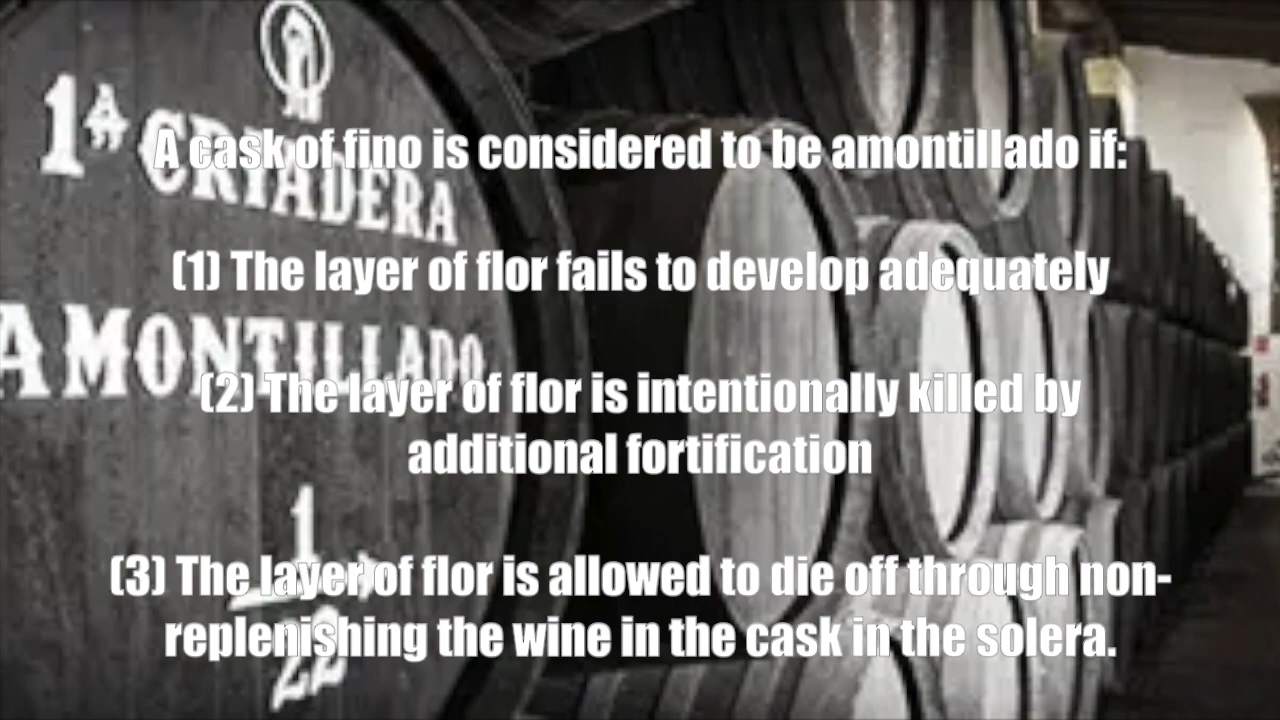 1ª CRIADERA
AMONTILLADO
1
22
A cask of fino is considered to be amontillado if:
(1) The layer of flor fails to develop adequately
(2) The layer of flor is intentionally killed by
additional fortification
(3) The layer of flor is allowed to die off through non-
replenishing the wine in the cask in the solera.